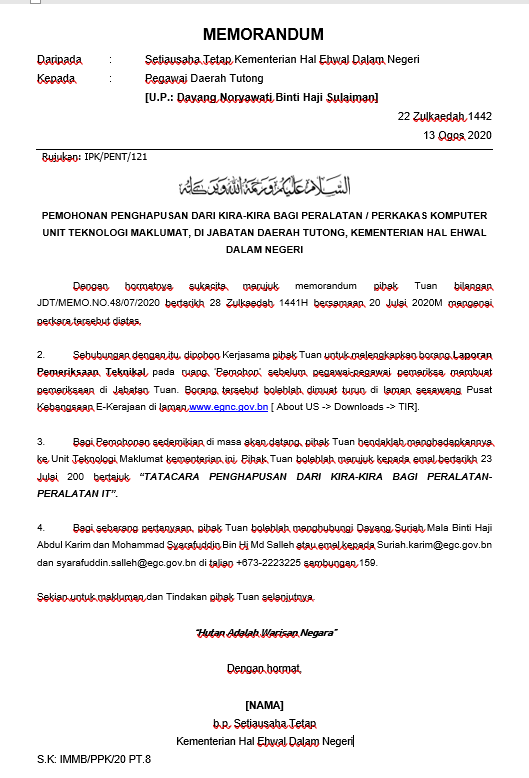 MEMORANDUM
Daripada : Setiausaha Tetap Kementerian Hal Ehwal Dalam Negeri
Kepada : Pegawai Daerah Tutong
[U.P.: Dayang Noryawati Binti Haji Sulaiman]
22 Zulkaedah 1442
13 Ogos 2020
Rujukan: IPK/PENT/121
السلام عليكم ورحمة الله وبركاته
PEMOHONAN PENGHAPUSAN DARI KIRA-KIRA BAGI PERALATAN / PERKAKAS KOMPUTER
UNIT TEKNOLOGI MAKLUMAT, DI JABATAN DAERAH TUTONG, KEMENTERIAN HAL EHWAL
DALAM NEGERI
Dengan hormatnya sukacita merujuk memorandum pihak Tuan bilangan
JDT/MEMO.NO.48/07/2020 bertarikh 28 Zulkaedah 1441H bersamaan 20 Julai 2020M mengenai
perkara tersebut diatas.
2. Sehubungan dengan itu, dipohon Kerjasama pihak Tuan untuk melengkapkan borang Laporan
Pemeriksaan Teknikal pada ruang 'Pemohon' sebelum pegawai-pegawai pemeriksa membuat
pemeriksaan di Jabatan Tuan. Borang tersebut bolehlah dimuat turun di laman sesawang Pusat
Kebangsaan E-Kerajaan di laman www.egnc.gov.bn [ About US -> Downloads -> TIR].
3. Bagi Pemohonan sedemikian di masa akan datang, pihak Tuan hendaklah menghadapkannya
ke Unit Teknologi Maklumat kementerian ini. Pihak Tuan bolehlah merujuk kepada emal bertarikh 23
Julai 200 bertajuk “TATACARA PENGHAPUSAN DARI KIRA-KIRA BAGI PERALATAN-
PERALATAN IT”.
4. Bagi sebarang pertanyaan, pihak Tuan bolehlah menghubungi Dayang Suriah Mala Binti Haji
Abdul Karim dan Mohammad Syarafuddin Bin Hj Md Salleh atau emel kepada Suriah.karim@egc.gov.bn
dan syarafuddin.salleh@egc.gov.bn di talian +673-2223225 sambungan 159.
Sekian untuk makluman dan Tindakan pihak Tuan selanjutnya.
“Hutan Adalah Warisan Negara”
Dengan hormat,
[NAMA]
b.p. Setiausaha Tetap
Kementerian Hal Ehwal Dalam Negeri
S.K: IMMB/PPK/20 PT.8